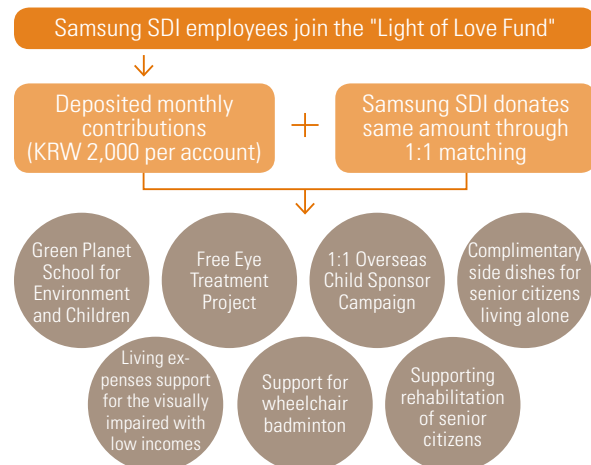 Samsung SDI employees join the "Light of Love Fund"
Deposited monthly
contributions
(KRW 2,000 per account)
+
Samsung SDI donates
same amount through
1:1 matching
Green Planet
School for
Environment
and Children
Free Eye
Treatment
Project
1:1 Overseas
Child Sponsor
Campaign
Complimentary
side dishes for
senior citizens
living alone
Living ex-
penses support
for the visually
impaired with
low incomes
Support for
wheelchair
badminton
Supporting
rehabilitation
of senior
citizens